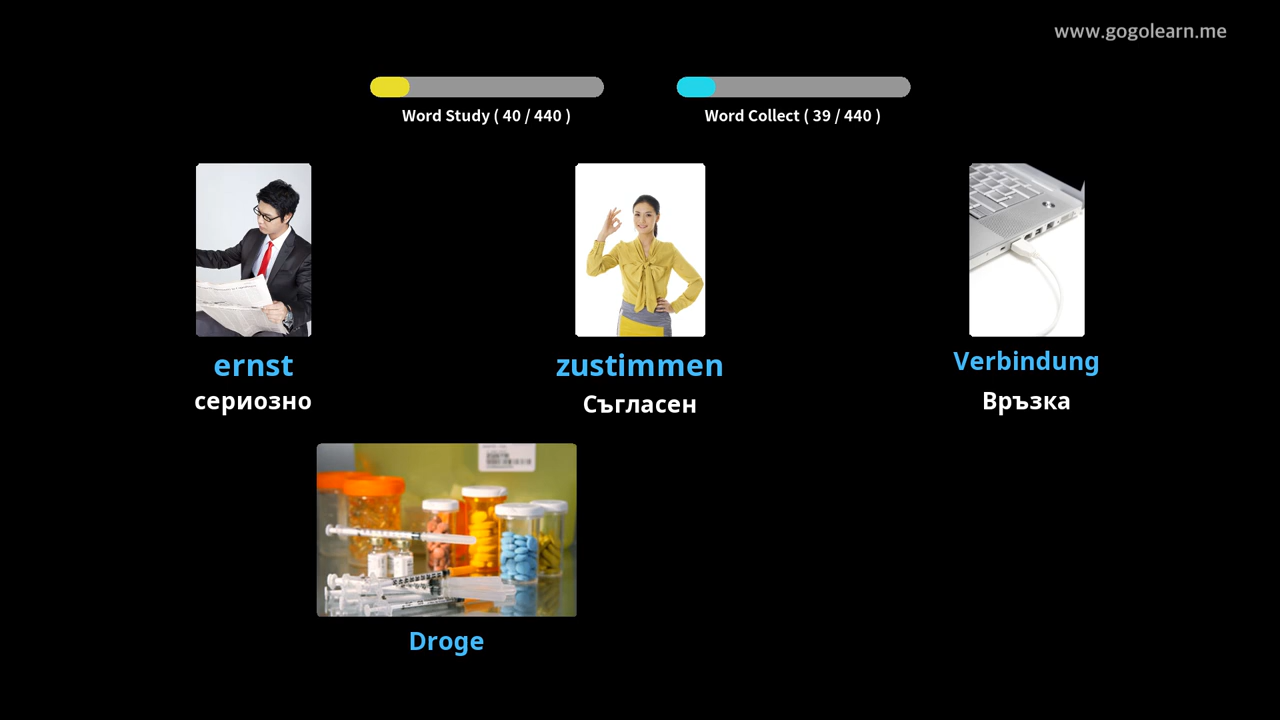 www.gogolearn.me
Word Study ( 40 / 440 )
Word Collect ( 39 / 440 )
ernst
сериозно
zustimmen
Съгласен
Verbindung
Връзка
Droge